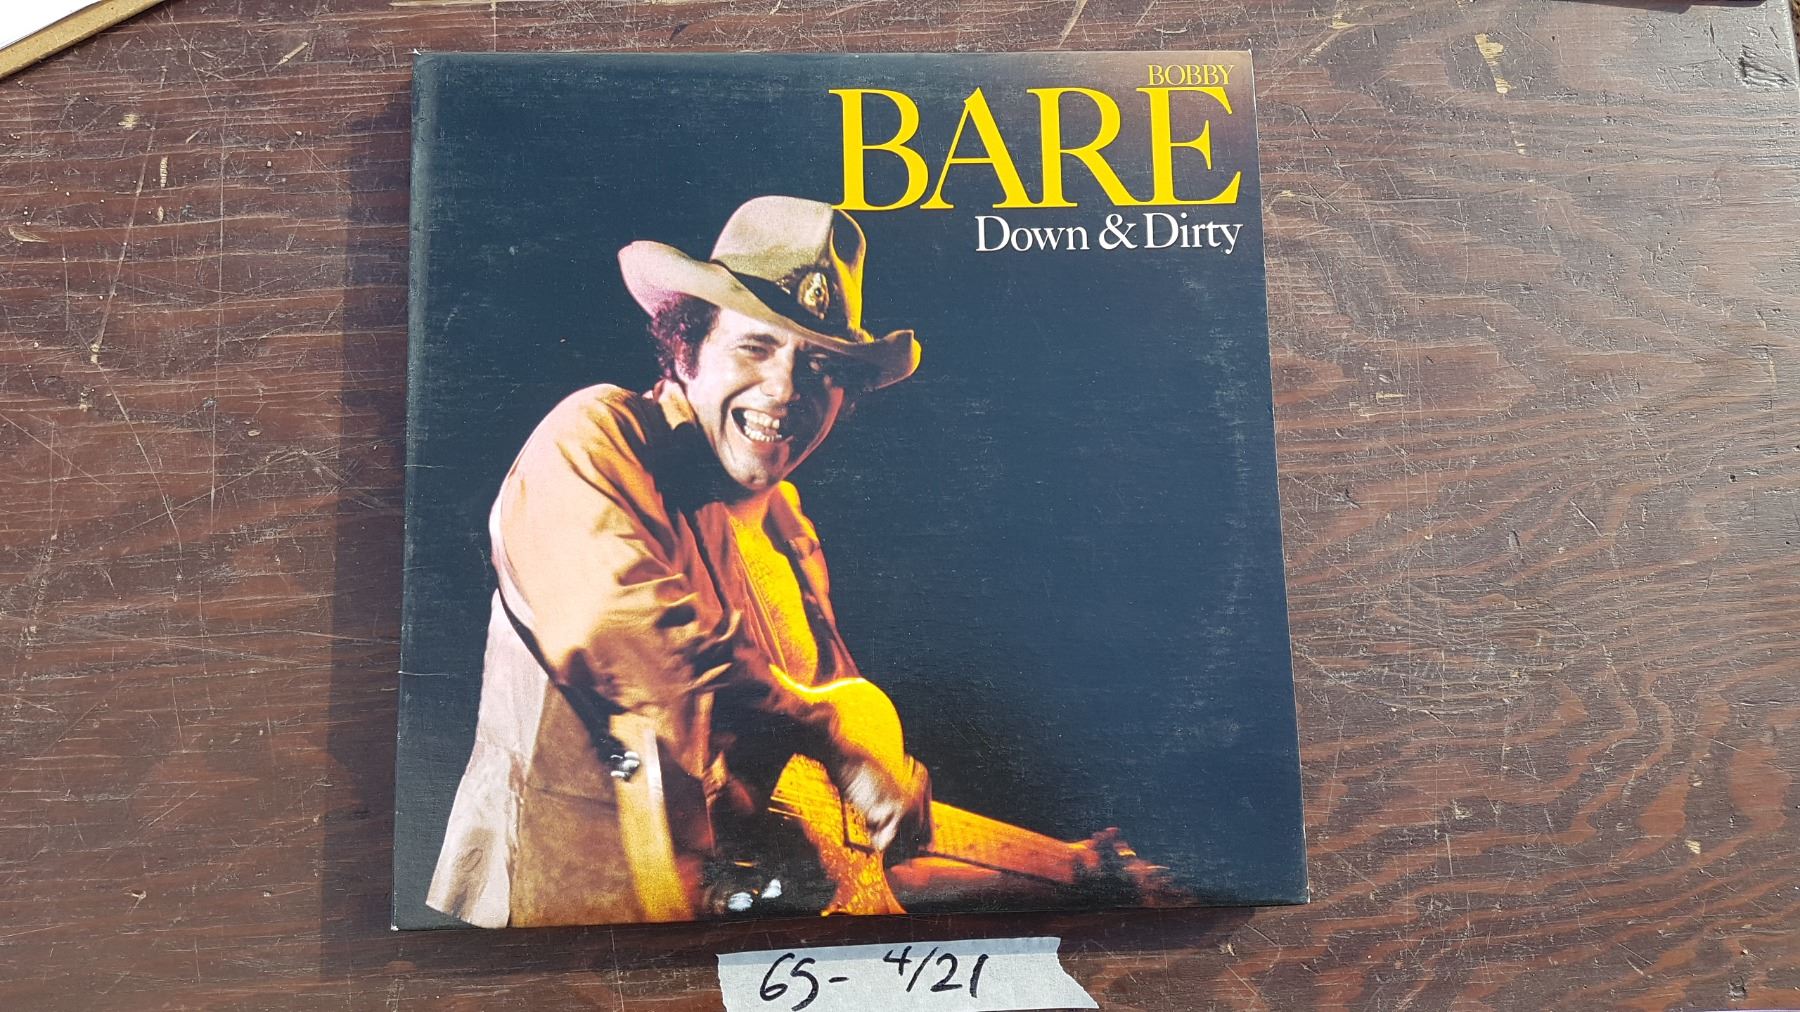 BOBBY
BARE
Down & Dirty
65- 4/21